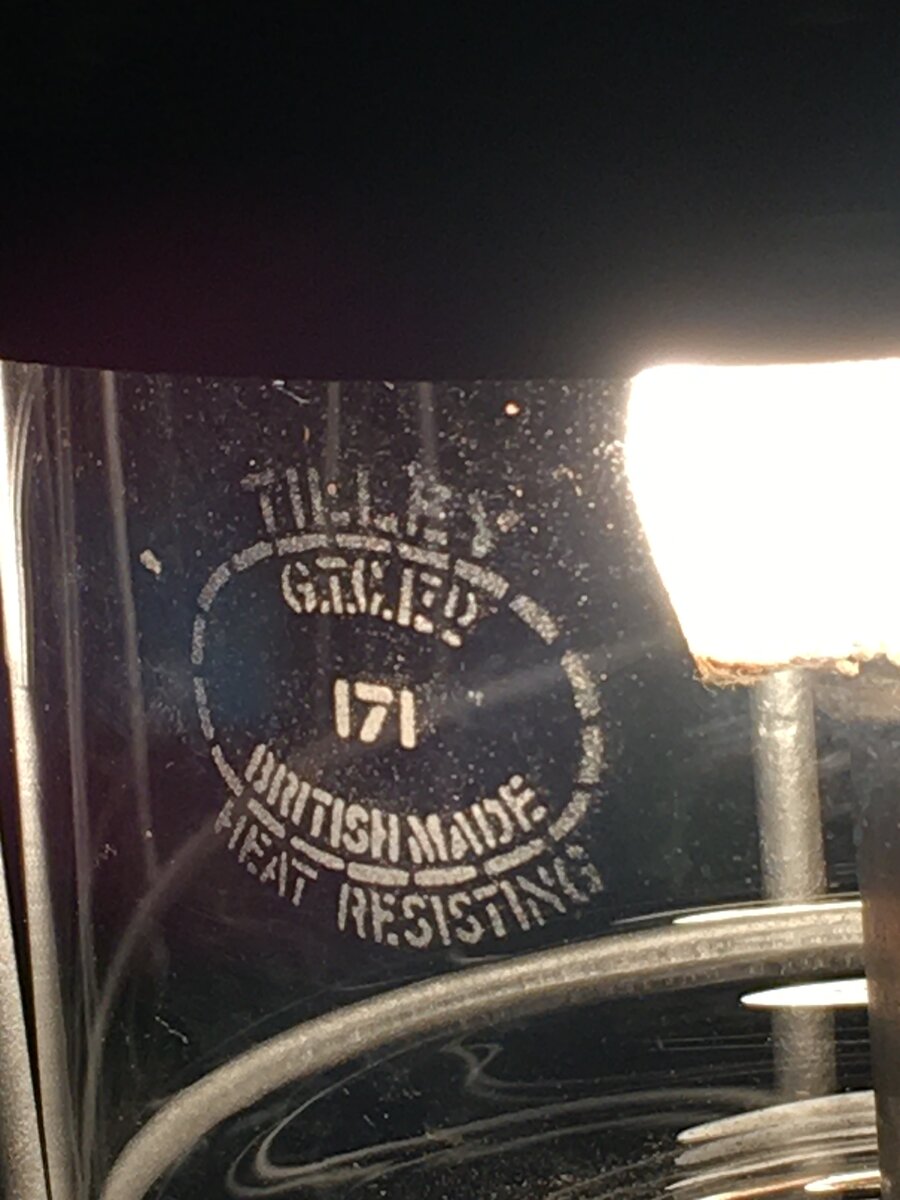 TILLEY
G.T.C.LTD
171
BRITISH MADE
HEAT RESISTING